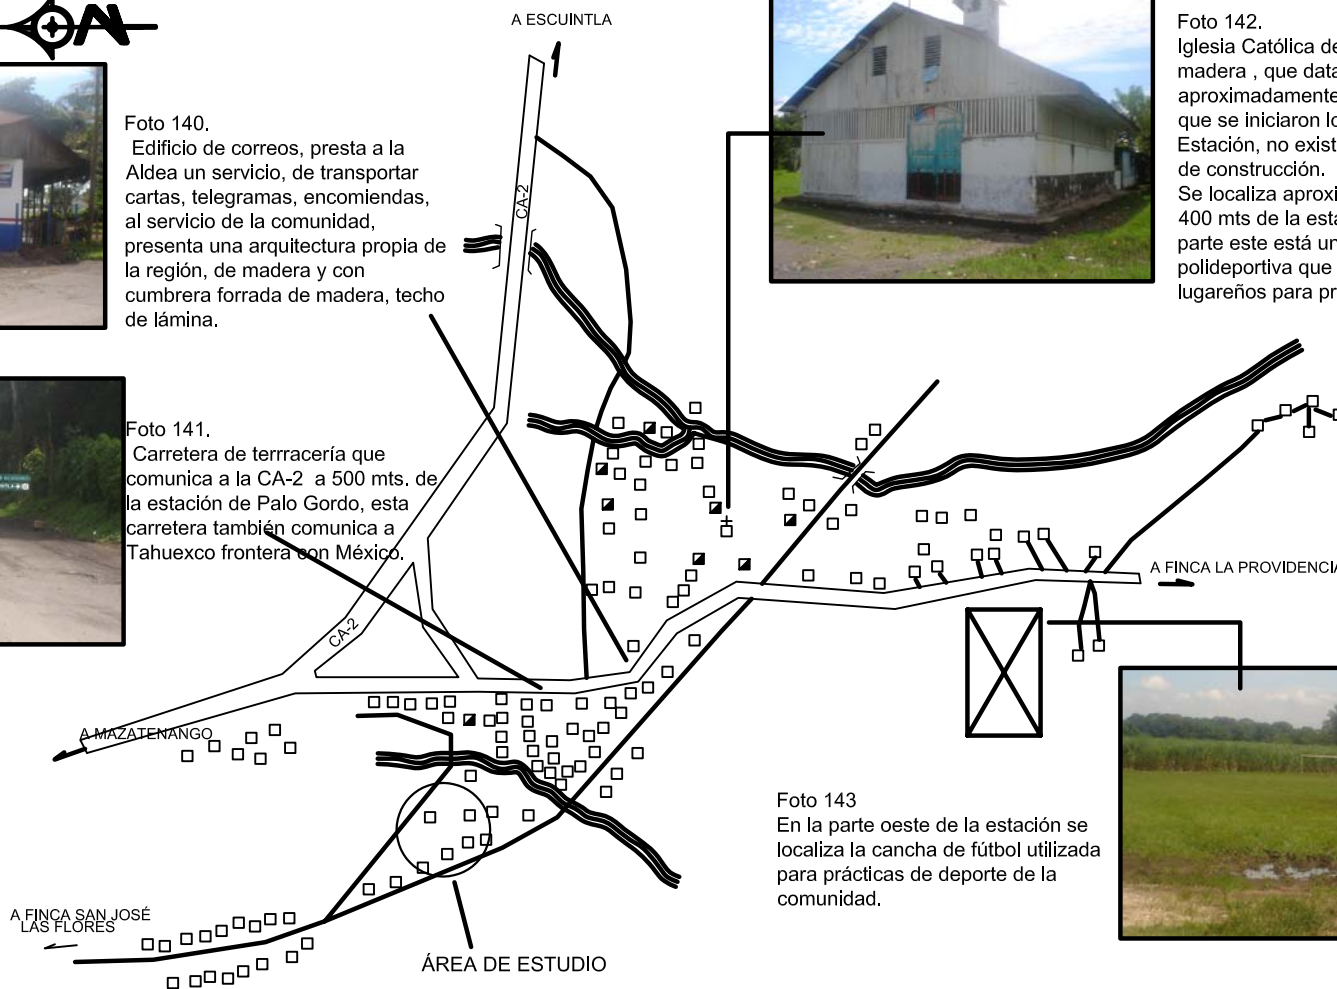 N
A ESCUINTLA
Foto 140.
Edificio de correos, presta a la
Aldea un servicio, de transportar
cartas, telegramas, encomiendas,
al servicio de la comunidad,
presenta una arquitectura propia de
la región, de madera y con
cumbrera forrada de madera, techo
de lámina.
CA-2
Foto 142.
Iglesia Católica de
madera , que data
aproximadamente
que se iniciaron lo
Estación, no exist
de construcción.
Se localiza aproxi
400 mts de la esta
parte este está un
polideportiva que
lugareños para pr
Foto 141.
Carretera de terrracería que
comunica a la CA-2 a 500 mts. de
la estación de Palo Gordo, esta
carretera también comunica a
Tahuexco frontera con México.
CA-2
A FINCA LA PROVIDENCIA
A MAZATENANGO
Foto 143
En la parte oeste de la estación se
localiza la cancha de fútbol utilizada
para prácticas de deporte de la
comunidad.
A FINCA SAN JOSÉ
LAS FLORES
ÁREA DE ESTUDIO